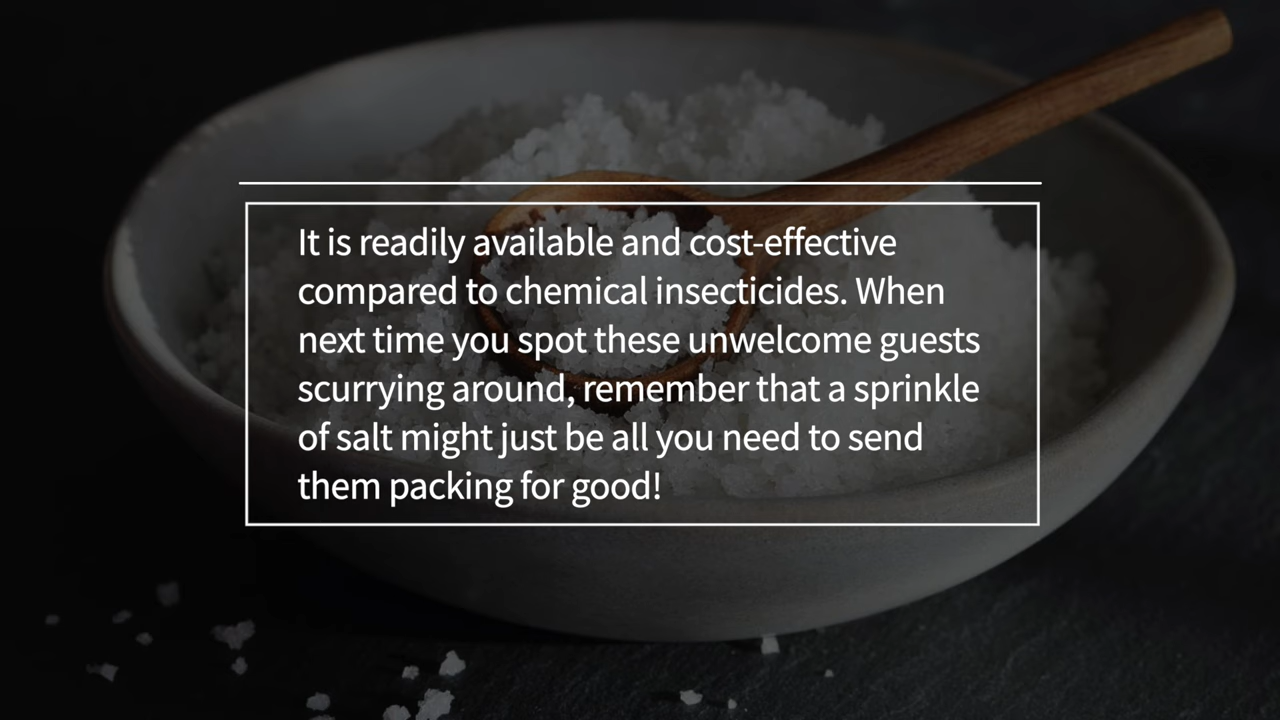 It is readily available and cost-effective
compared to chemical insecticides. When
next time you spot these unwelcome guests
scurrying around, remember that a sprinkle
of salt might just be all you need to send
them packing for good!